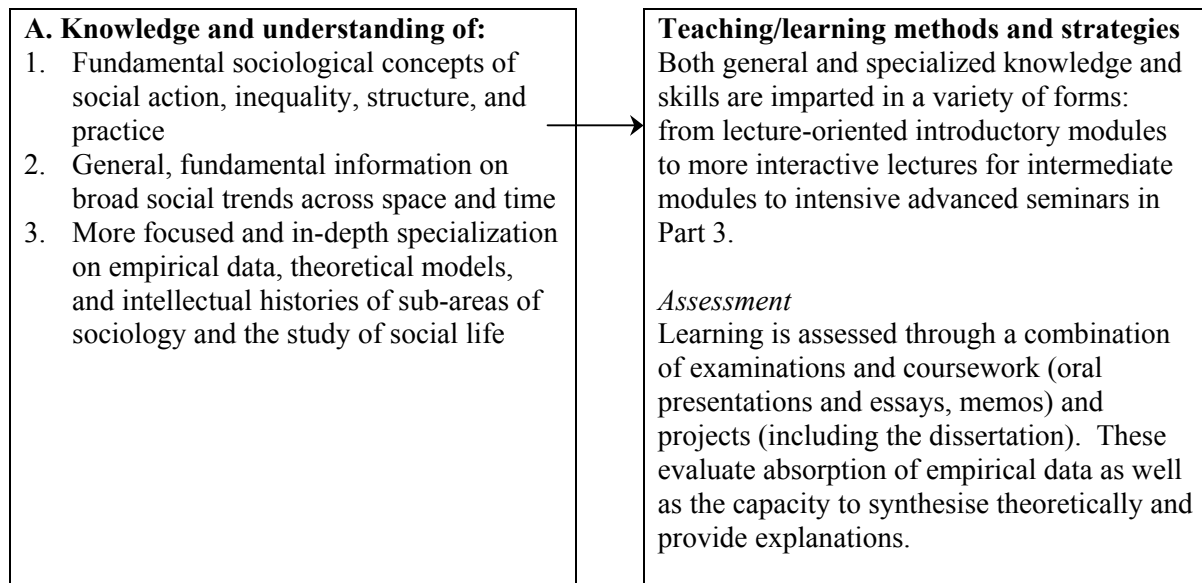 A. Knowledge and understanding of:
1. Fundamental sociological concepts of
social action, inequality, structure, and
practice
2. General, fundamental information on
broad social trends across space and time
3. More focused and in-depth specialization
on empirical data, theoretical models,
and intellectual histories of sub-areas of
sociology and the study of social life
Teaching/learning methods and strategies
Both general and specialized knowledge and
skills are imparted in a variety of forms:
from lecture-oriented introductory modules
to more interactive lectures for intermediate
modules to intensive advanced seminars in
Part 3.
Assessment
Learning is assessed through a combination
of examinations and coursework (oral
presentations and essays, memos) and
projects (including the dissertation).  These
evaluate absorption of empirical data as well
as the capacity to synthesise theoretically and
provide explanations.